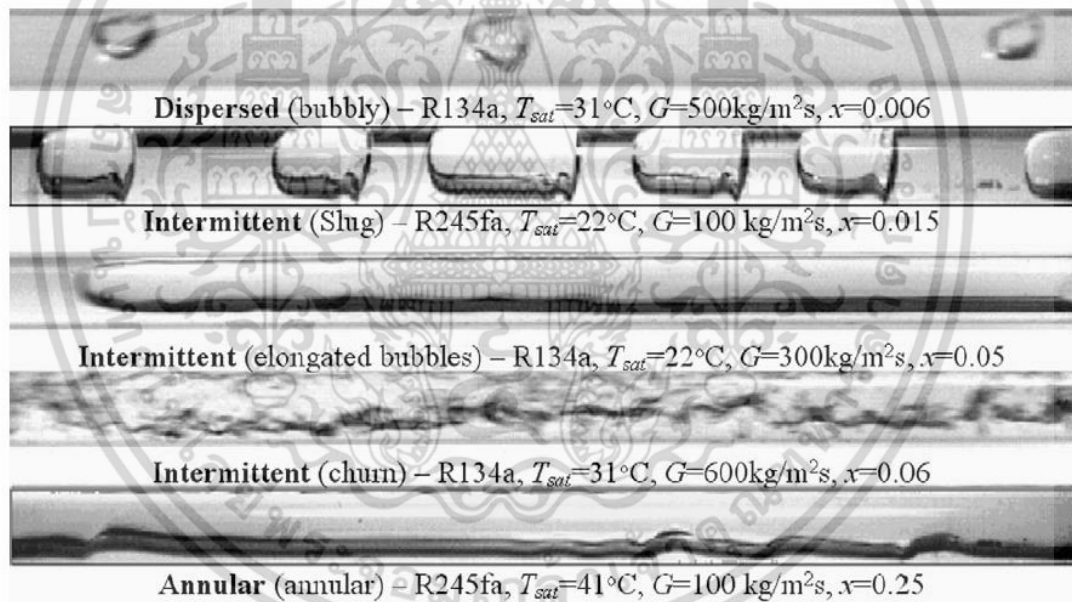 Dispersed (bubbly) – R134a, Tsat=31°C, G=500kg/m²s, x=0.006
Intermittent (Slug) – R245fa, Tsat=22°C, G=100 kg/m²s, x=0.015
Intermittent (elongated bubbles) – R134a, Tsat=22°C, G=300kg/m²s, x=0.05
Intermittent (churn) – R134a, Tsat=31°C, G=600kg/m²s, x=0.06
Annular (annular) – R245fa, Tsat=41°C, G=100 kg/m²s, x=0.25